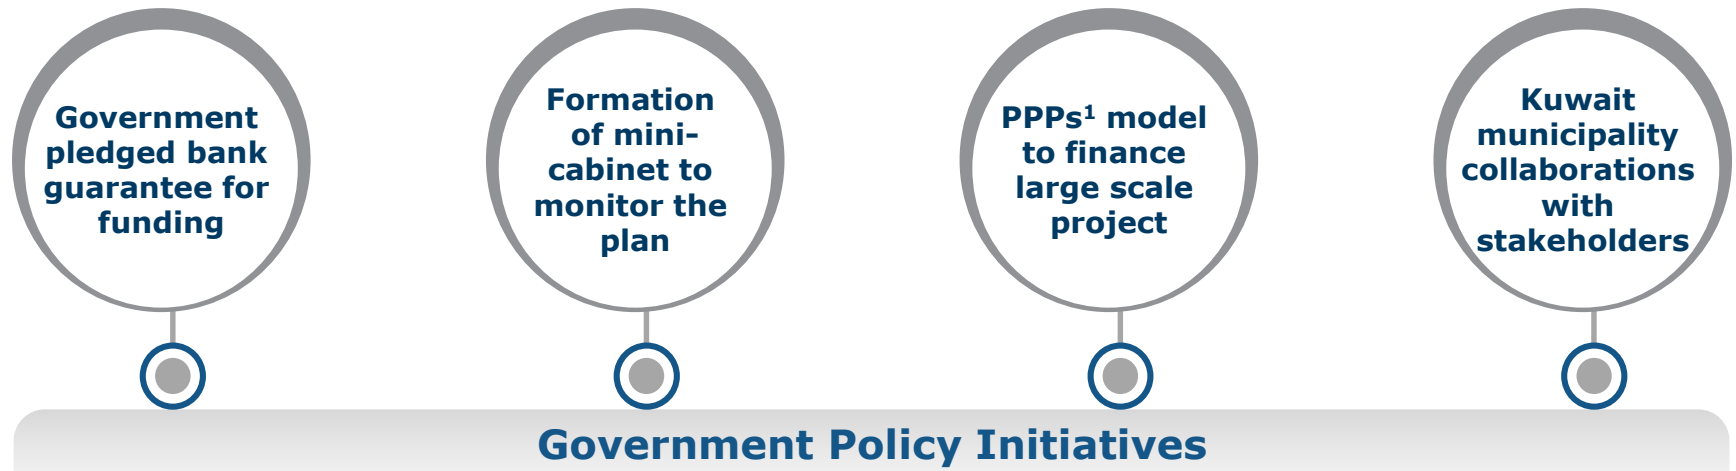 Government
pledged bank
guarantee for
funding
Formation
of mini-
cabinet to
monitor the
plan
PPPs¹ model
to finance
large scale
project
Kuwait
municipality
collaborations
with
stakeholders
Government Policy Initiatives